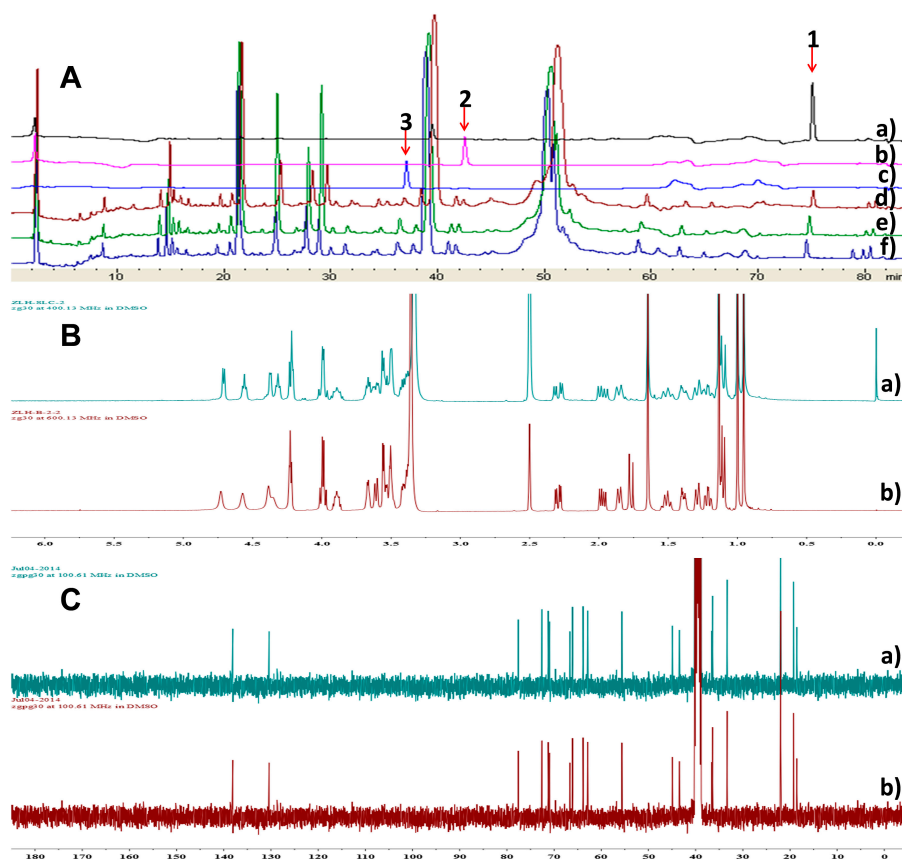 1
A
2
3
a)
b)
c)
d)
e)
f)
10 20 30 40 50 60 70 80 min
ZLH-SLC-2
zg30 at 400.13 MHz in DMSO
B
a)
ZLH-R-2-2
zg30 at 600.13 MHz in DMSO
b)
6.0 5.5 5.0 4.5 4.0 3.5 3.0 2.5 2.0 1.5 1.0 0.5 0.0
Jul04-2014
zgpg30 at 100.61 MHz in DMSO
C
a)
Jul04-2014
zgpg30 at 100.61 MHz in DMSO
b)
180 170 160 150 140 130 120 110 100 90 80 70 60 50 40 30 20 10 0